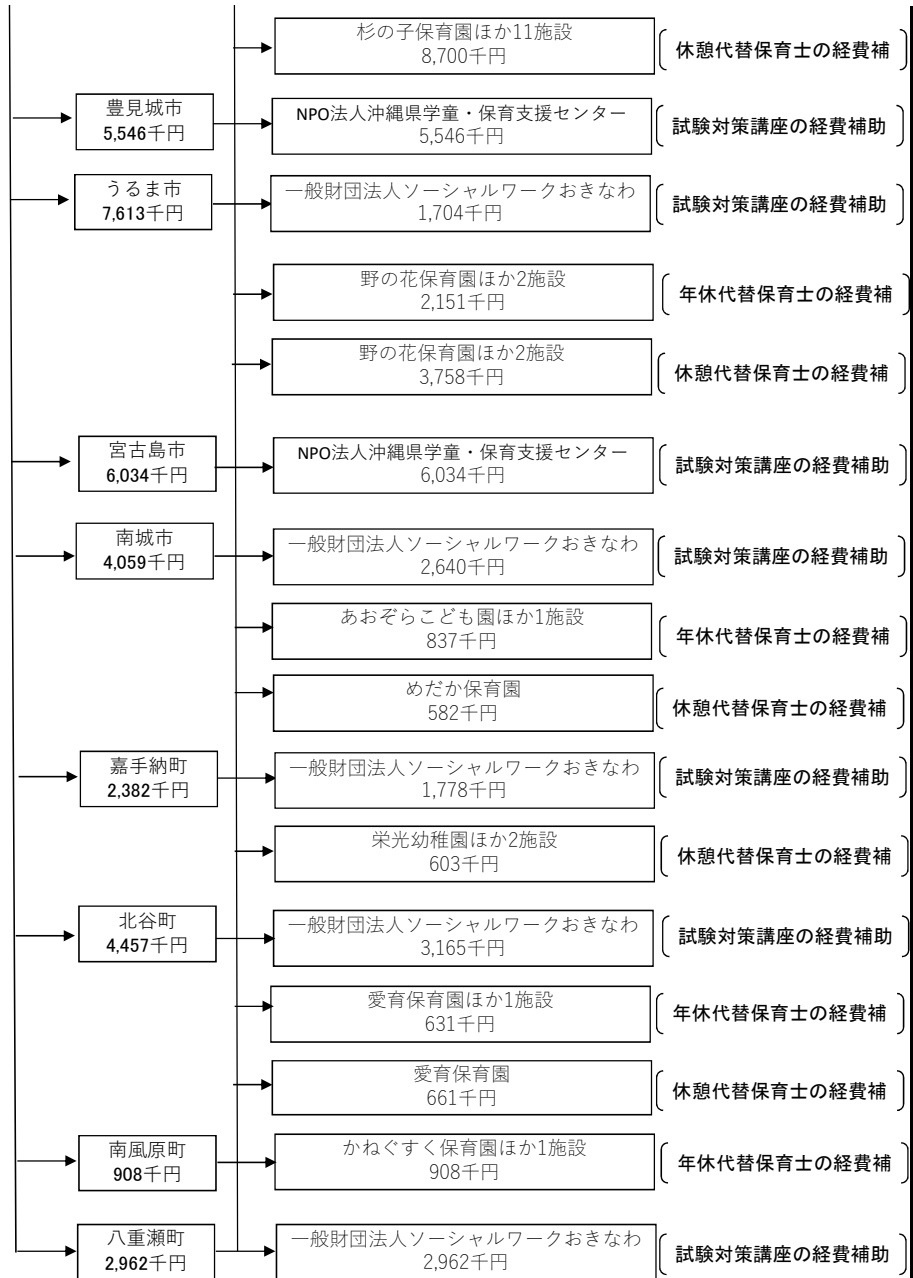 杉の子保育園ほか11施設
8,700千円
休憩代替保育士の経費補
豊見城市
5,546千円
NPO法人沖縄県学童・保育支援センター
5,546千円
試験対策講座の経費補助
うるま市
7,613千円
一般財団法人ソーシャルワークおきなわ
1,704千円
試験対策講座の経費補助
野の花保育園ほか2施設
2,151千円
年休代替保育士の経費補
野の花保育園ほか2施設
3,758千円
休憩代替保育士の経費補
宮古島市
6,034千円
NPO法人沖縄県学童・保育支援センター
6,034千円
試験対策講座の経費補助
南城市
4,059千円
一般財団法人ソーシャルワークおきなわ
2,640千円
試験対策講座の経費補助
あおぞらこども園ほか1施設
837千円
年休代替保育士の経費補
めだか保育園
582千円
休憩代替保育士の経費補
嘉手納町
2,382千円
一般財団法人ソーシャルワークおきなわ
1,778千円
試験対策講座の経費補助
栄光幼稚園ほか2施設
603千円
休憩代替保育士の経費補
北谷町
4,457千円
一般財団法人ソーシャルワークおきなわ
3,165千円
試験対策講座の経費補助
愛育保育園ほか1施設
631千円
年休代替保育士の経費補
愛育保育園
661千円
休憩代替保育士の経費補
南風原町
908千円
かねぐすく保育園ほか1施設
908千円
年休代替保育士の経費補
八重瀬町
2,962千円
一般財団法人ソーシャルワークおきなわ
2,962千円
試験対策講座の経費補助